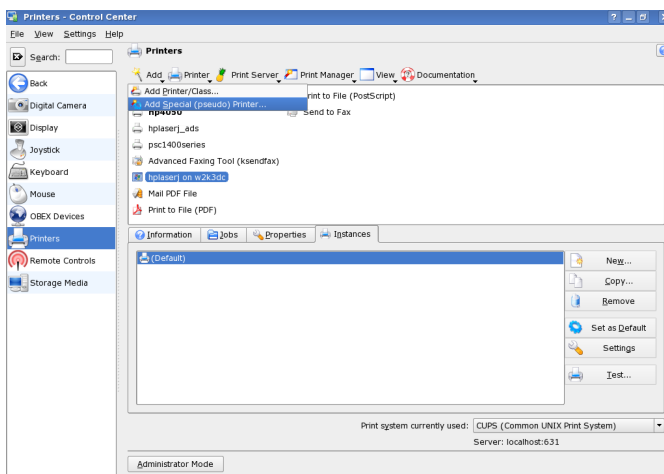 Printers - Control Center
File View Settings Help
Search:
Printers
Add Printer Print Server Print Manager View Documentation
Back
Digital Camera
Display
Joystick
Keyboard
Mouse
OBEX Devices
Printers
Remote Controls
Storage Media
Add Printer/Class...
Add Special (pseudo) Printer...
rint to File (PostScript)
hp4050
Send to Fax
hplaserj_ads
psc1400series
Advanced Faxing Tool (ksendfax)
hplaserj on w2k3dc
Mail PDF File
Print to File (PDF)
Information Jobs Properties Instances
(Default)
New...
Copy...
Remove
Set as Default
Settings
Test...
Print system currently used: CUPS (Common UNIX Print System)
Server: localhost:631
Administrator Mode